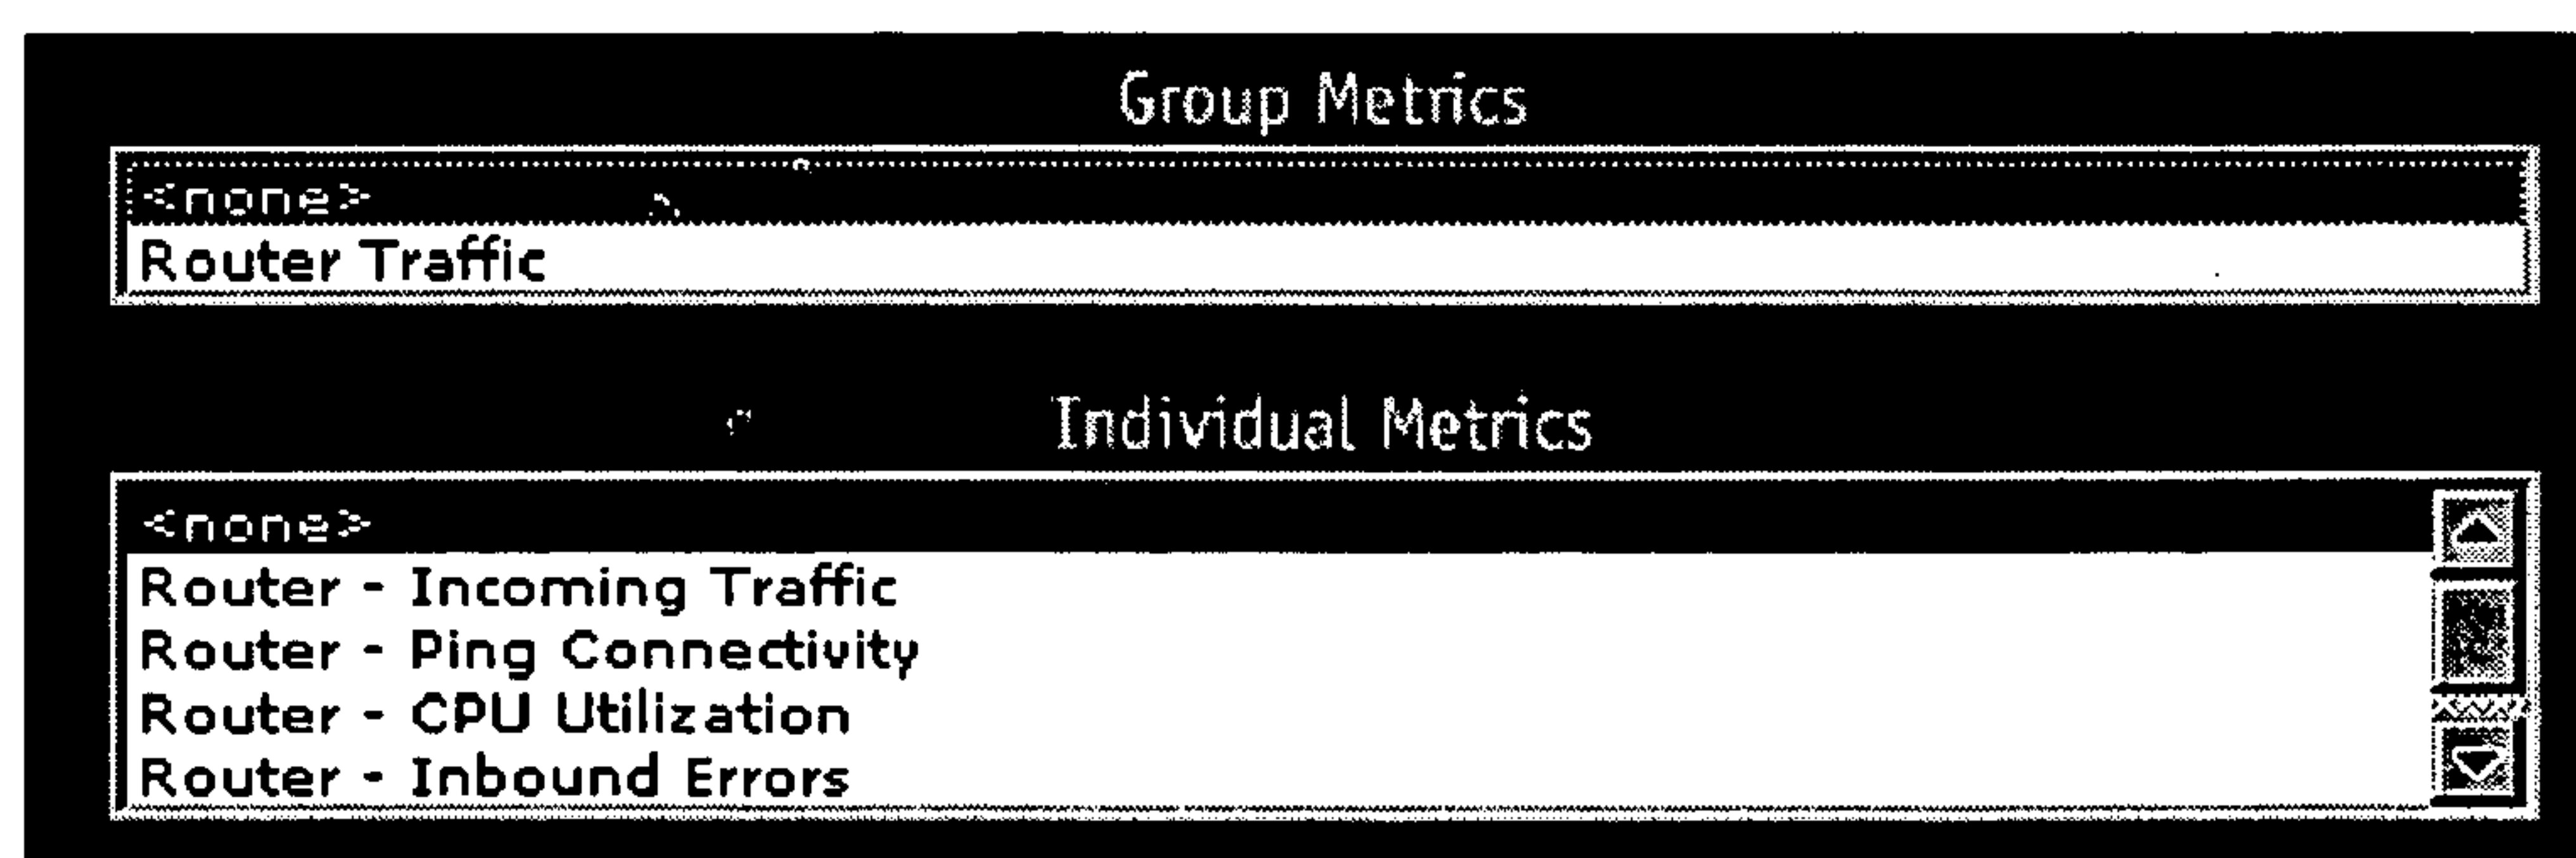 Group Metrics
<none>
Router Traffic
Individual Metrics
<none>
Router - Incoming Traffic
Router - Ping Connectivity
Router - CPU Utilization
Router - Inbound Errors